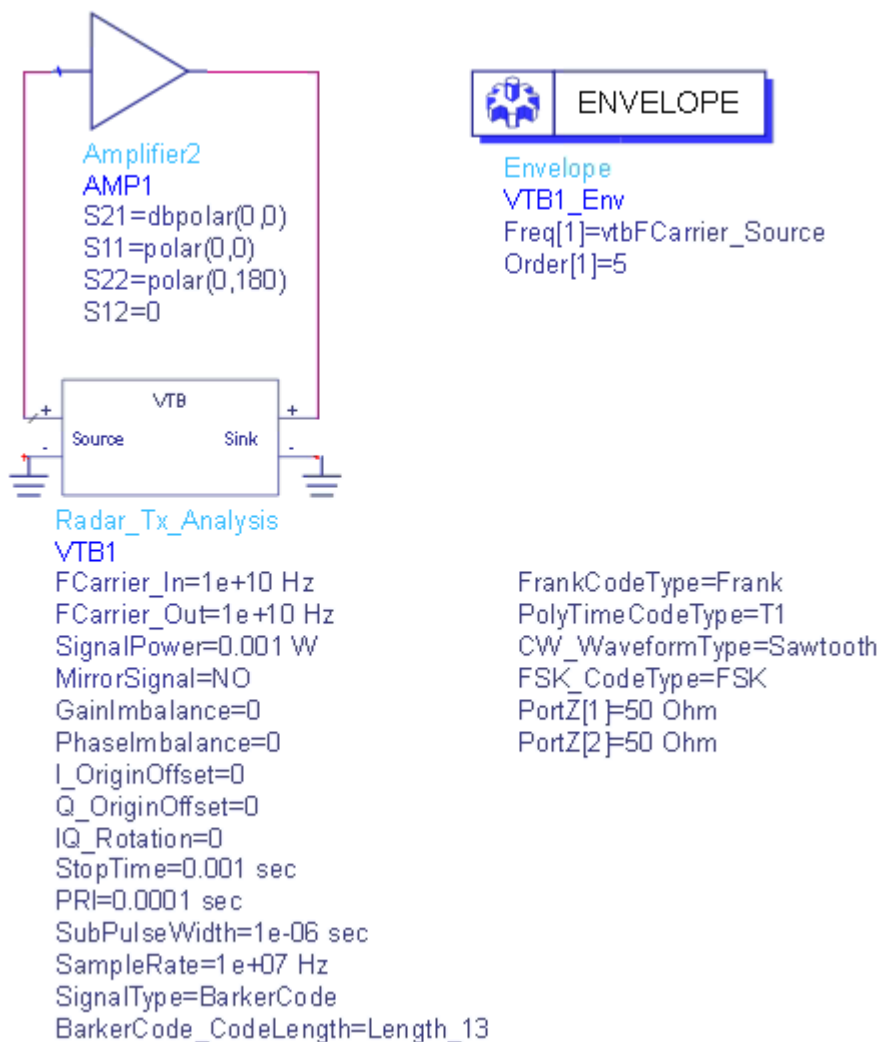 Amplifier2
AMP1
S21=dbpolar(0,0)
S11=polar(0,0)
S22=polar(0,180)
S12=0
ENVELOPE
Envelope
VTB1_Env
Freq[1]=vtbFCarrier_Source
Order[1]=5
VTB
+ +
Source Sink
- -
Radar_Tx_Analysis
VTB1
FCarrier_In=1e+10 Hz
FCarrier_Out=1e+10 Hz
SignalPower=0.001 W
MirrorSignal=NO
GainImbalance=0
PhaseImbalance=0
I_OriginOffset=0
Q_OriginOffset=0
IQ_Rotation=0
StopTime=0.001 sec
PRI=0.0001 sec
SubPulseWidth=1e-06 sec
SampleRate=1e+07 Hz
SignalType=BarkerCode
BarkerCode_CodeLength=Length_13
FrankCodeType=Frank
PolyTimeCodeType=T1
CW_WaveformType=Sawtooth
FSK_CodeType=FSK
PortZ[1]=50 Ohm
PortZ[2]=50 Ohm